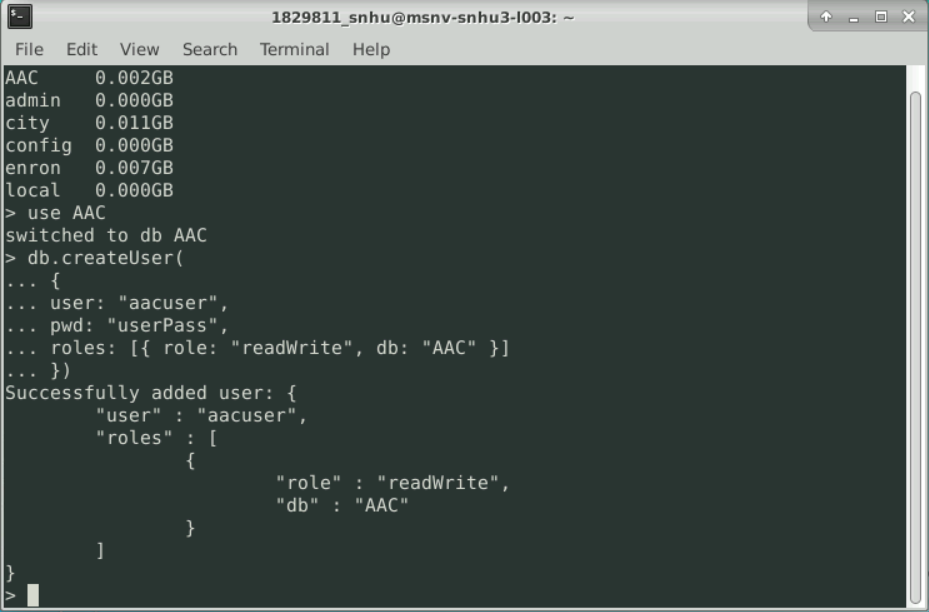 1829811_snhu@msnv-snhu3-l003: ~
File Edit View Search Terminal Help
AAC     0.002GB
admin   0.000GB
city    0.011GB
config  0.000GB
enron   0.007GB
local   0.000GB
> use AAC
switched to db AAC
> db.createUser(
... {
... user: "aacuser",
... pwd: "userPass",
... roles: [{ role: "readWrite", db: "AAC" }]
... })
Successfully added user: {
        "user" : "aacuser",
        "roles" : [
                {
                        "role" : "readWrite",
                        "db" : "AAC"
                }
        ]
}
>